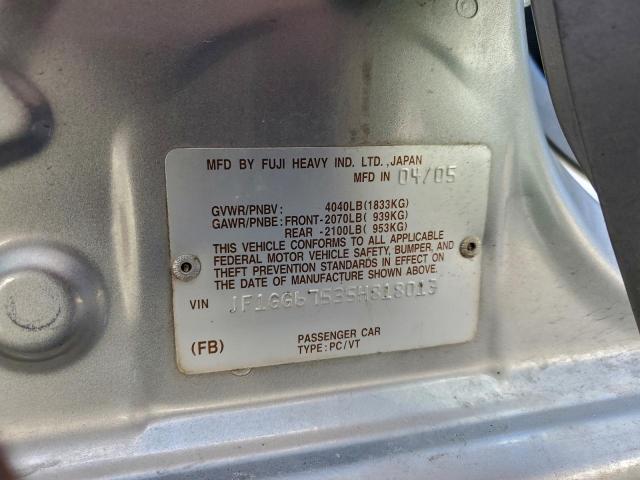 MFD BY FUJI HEAVY IND. LTD.,JAPAN
MFD IN 04/05
GVWR/PNBV: 4040LB(1833KG)
GAWR/PNBE: FRONT-2070LB( 939KG)
REAR -2100LB( 953KG)
THIS VEHICLE CONFORMS TO ALL APPLICABLE
FEDERAL MOTOR VEHICLE SAFETY, BUMPER, AND
THEFT PREVENTION STANDARDS IN EFFECT ON
THE DATE OF MANUFACTURE SHOWN ABOVE.
VIN JF1GG67535H818013
(FB) PASSENGER CAR
TYPE:PC/VT